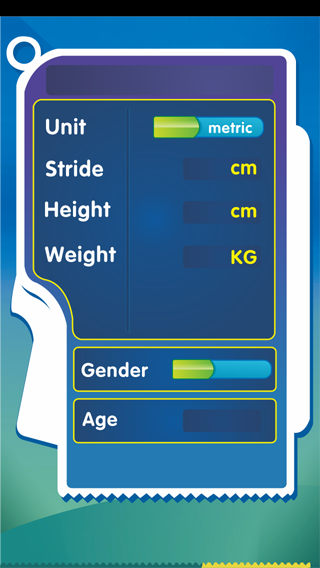 Unit metric
Stride cm
Height cm
Weight KG
Gender
Age